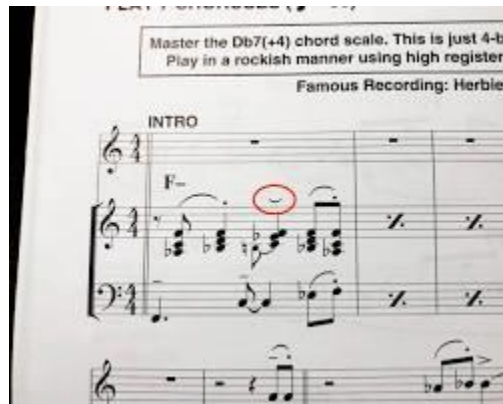 Master the Db7(+4) chord scale. This is just 4-b
Play in a rockish manner using high register
Famous Recording: Herbie
INTRO
F-